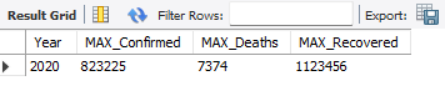 Result Grid Filter Rows: Export:
Year MAX_Confirmed MAX_Deaths MAX_Recovered
2020 823225 7374 1123456